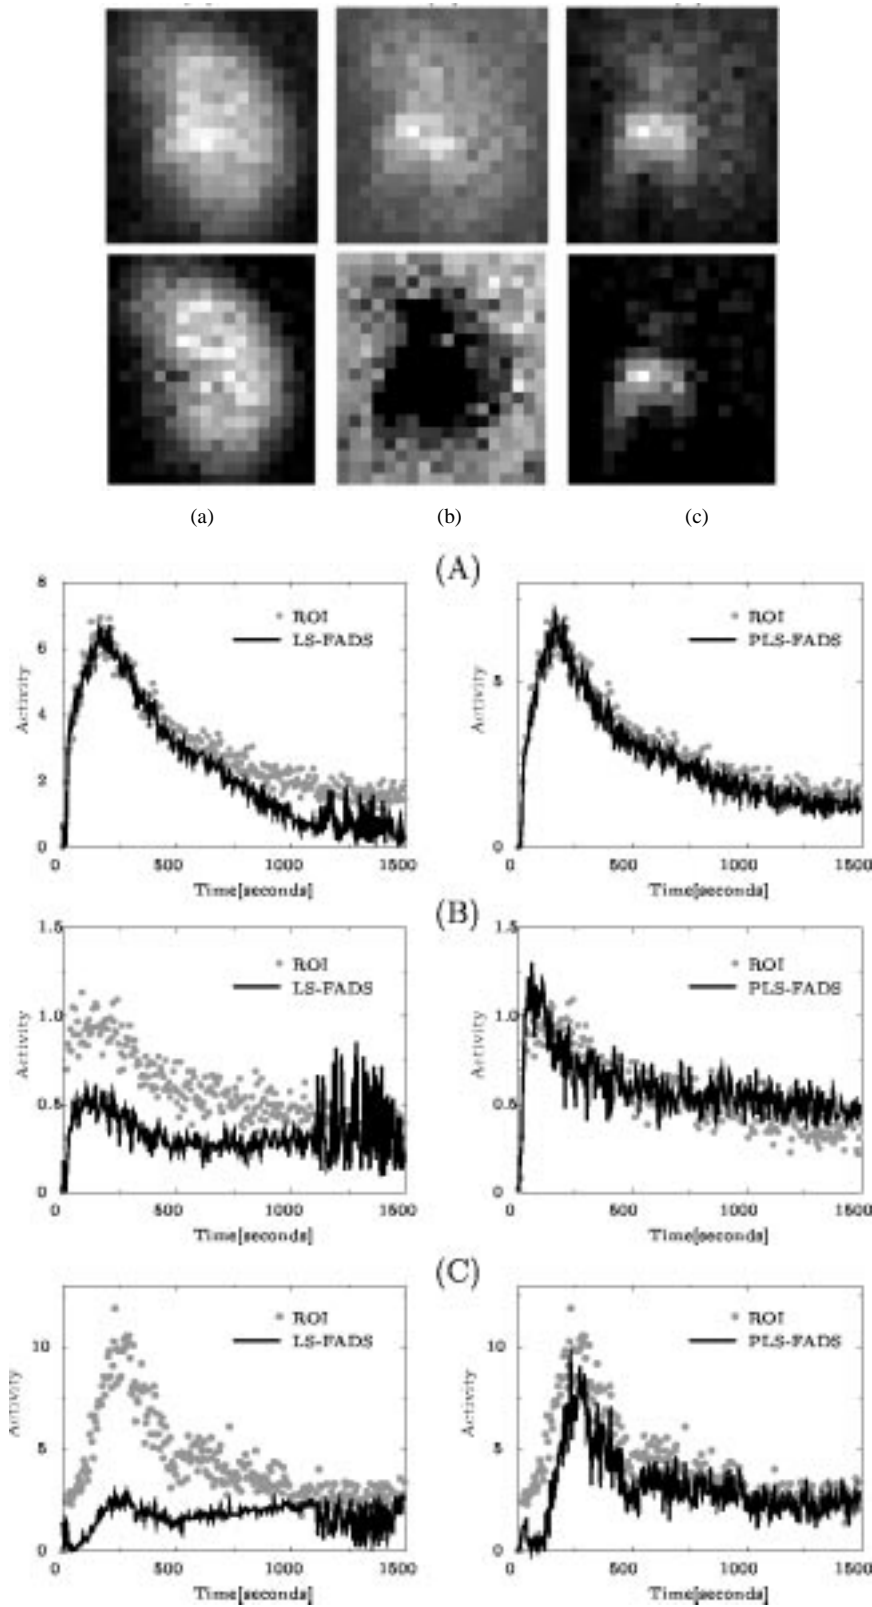 (a) (b) (c)
(A)
8
6
4
2
0
Activity
ROI
LS-FADS
0 500 1000 1500
Time[seconds]
5
0
Activity
ROI
PLS-FADS
0 500 1000 1500
Time[seconds]
(B)
1.5
1.0
0.5
0
Activity
ROI
LS-FADS
0 500 1000 1500
Time[seconds]
1.5
1.0
0.5
0
Activity
ROI
PLS-FADS
0 500 1000 1500
Time[seconds]
(C)
10
5
0
Activity
ROI
LS-FADS
0 500 1000 1500
Time[seconds]
10
5
0
Activity
ROI
PLS-FADS
0 500 1000 1500
Time[seconds]